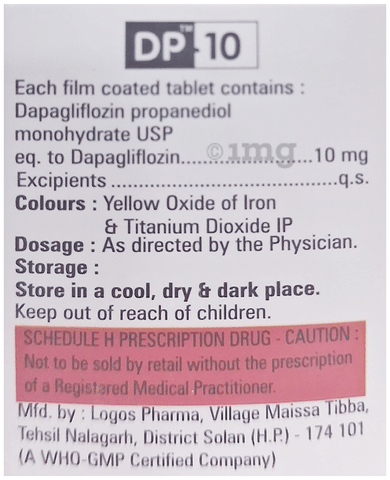 DP™-10
Each film coated tablet contains :
Dapagliflozin propanediol
monohydrate USP
eq. to Dapagliflozin....................10 mg
Excipients ..................................q.s.
Colours : Yellow Oxide of Iron
& Titanium Dioxide IP
Dosage : As directed by the Physician.
Storage :
Store in a cool, dry & dark place.
Keep out of reach of children.
SCHEDULE H PRESCRIPTION DRUG - CAUTION :
Not to be sold by retail without the prescription
of a Registared Medical Practitioner.
Mfd. by : Logos Pharma, Village Maissa Tibba,
Tehsil Nalagarh, District Solan (H.P.) - 174 101
(A WHO-GMP Certified Company)
©1mg